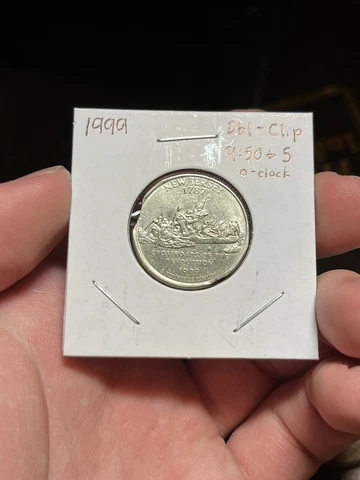 1999
Dbl-Clip
9:50 & 5
o-clock
NEW JERSEY
1787
CROSSROADS OF THE
REVOLUTION
1999